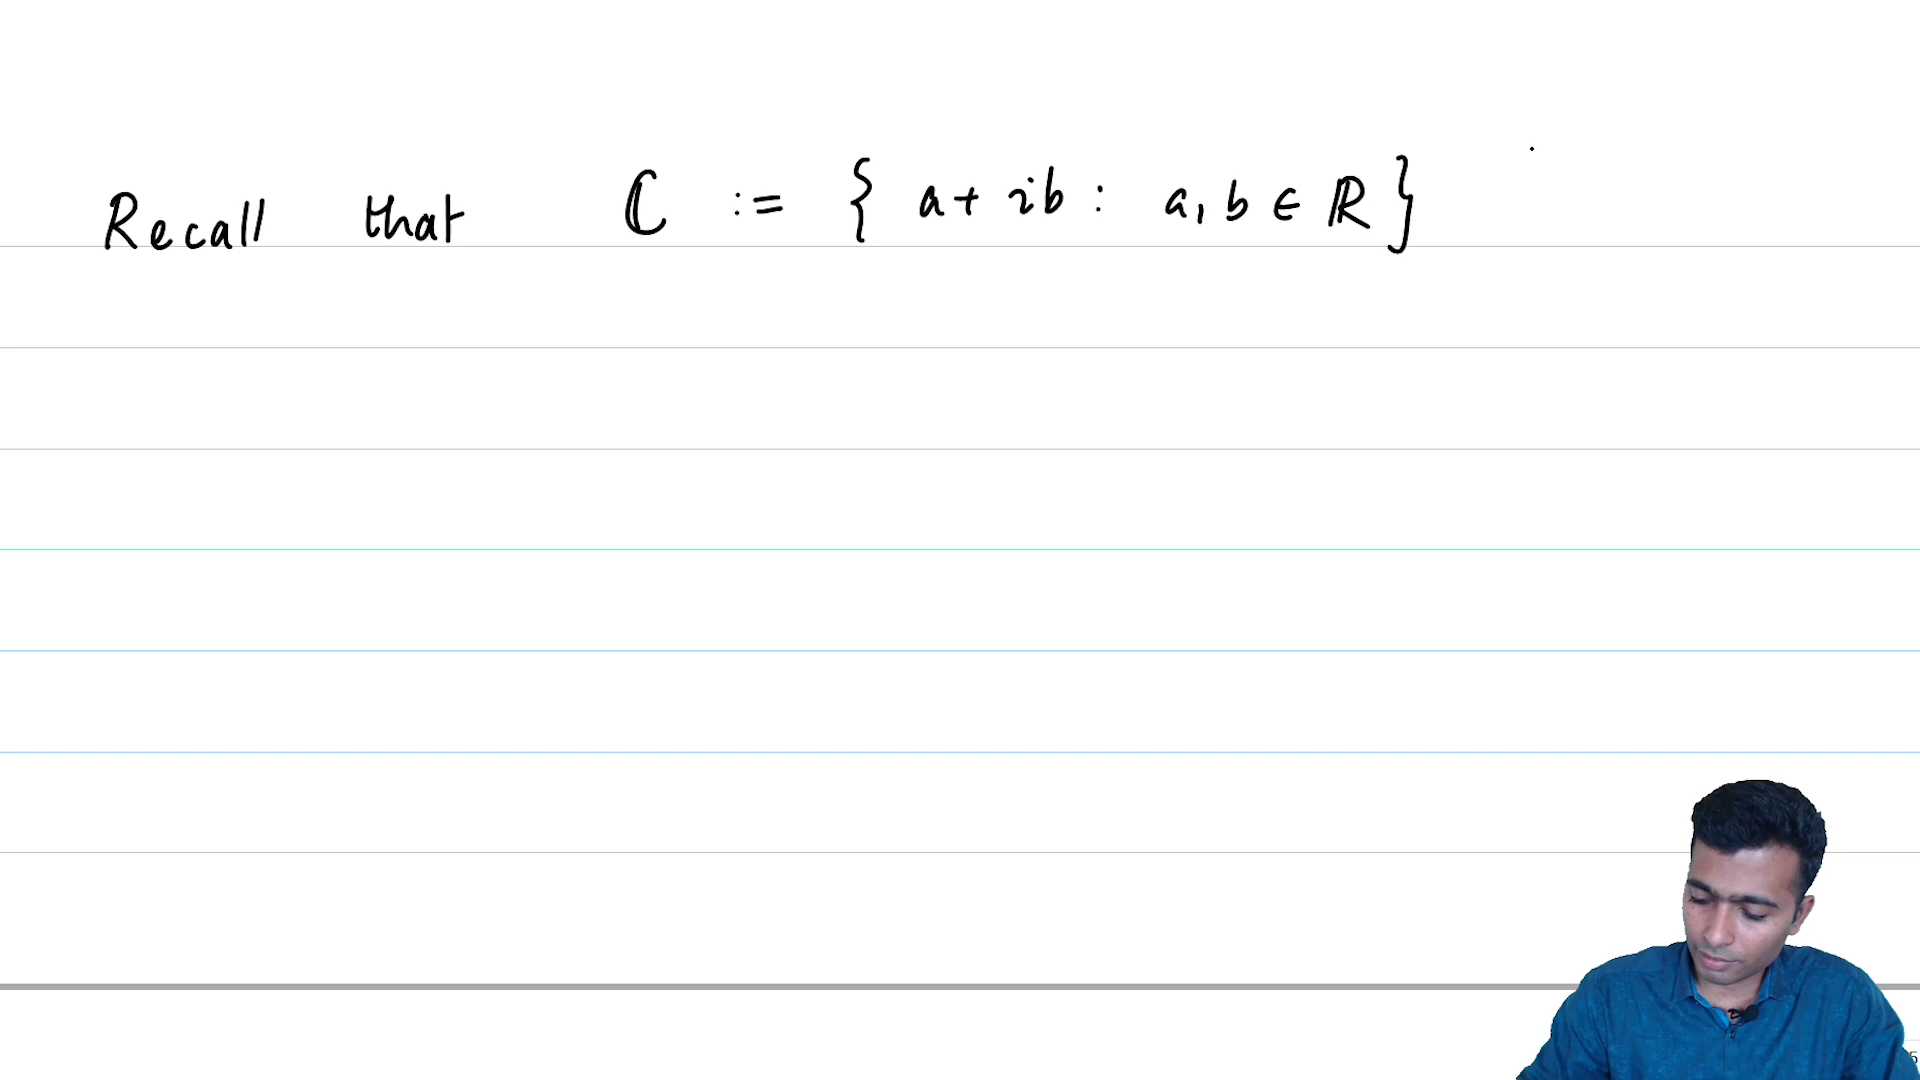 Recall that ℂ := { a + ib : a, b ∈ ℝ }